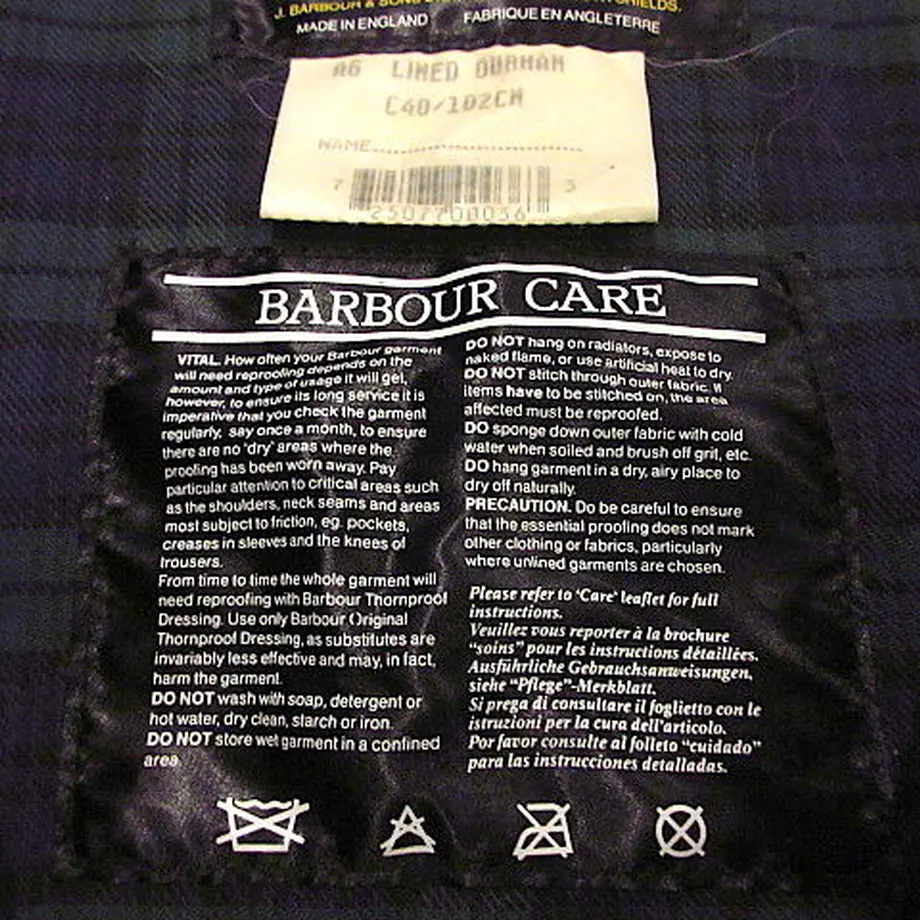 J. BARBOUR & SONS SHIELDS.
MADE IN ENGLAND FABRIQUE EN ANGLETERRE
A6 LINED DURHAM
C40/102CM
NAME
7 3
2507700036
BARBOUR CARE
VITAL. How often your Barbour garment
will need reproofing depends on the
amount and type of usage it will get,
however, to ensure its long service it is
imperative that you check the garment
regularly, say once a month, to ensure
there are no 'dry' areas where the
proofing has been worn away. Pay
particular attention to critical areas such
as the shoulders, neck seams and areas
most subject to friction, eg. pockets,
creases in sleeves and the knees of
trousers.
From time to time the whole garment will
need reproofing with Barbour Thornproof
Dressing. Use only Barbour Original
Thornproof Dressing, as substitutes are
invariably less effective and may, in fact,
harm the garment.
DO NOT wash with soap, detergent or
hot water, dry clean, starch or iron.
DO NOT store wet garment in a confined
area
DO NOT hang on radiators, expose to
naked flame, or use artificial heat to dry.
DO NOT stitch through outer fabric. If
items have to be stitched on, the area
affected must be reproofed.
DO sponge down outer fabric with cold
water when soiled and brush off grit, etc.
DO hang garment in a dry, airy place to
dry off naturally.
PRECAUTION. Do be careful to ensure
that the essential proofing does not mark
other clothing or fabrics, particularly
where unlined garments are chosen.
Please refer to 'Care' leaflet for full
instructions.
Veuillez vous reporter à la brochure
"soins" pour les instructions détaillées.
Ausführliche Gebrauchsanweisungen,
siehe "Pflege"-Merkblatt.
Si prega di consultare il foglietto con le
istruzioni per la cura dell'articolo.
Por favor consulte al folleto "cuidado"
para las instrucciones detalladas.